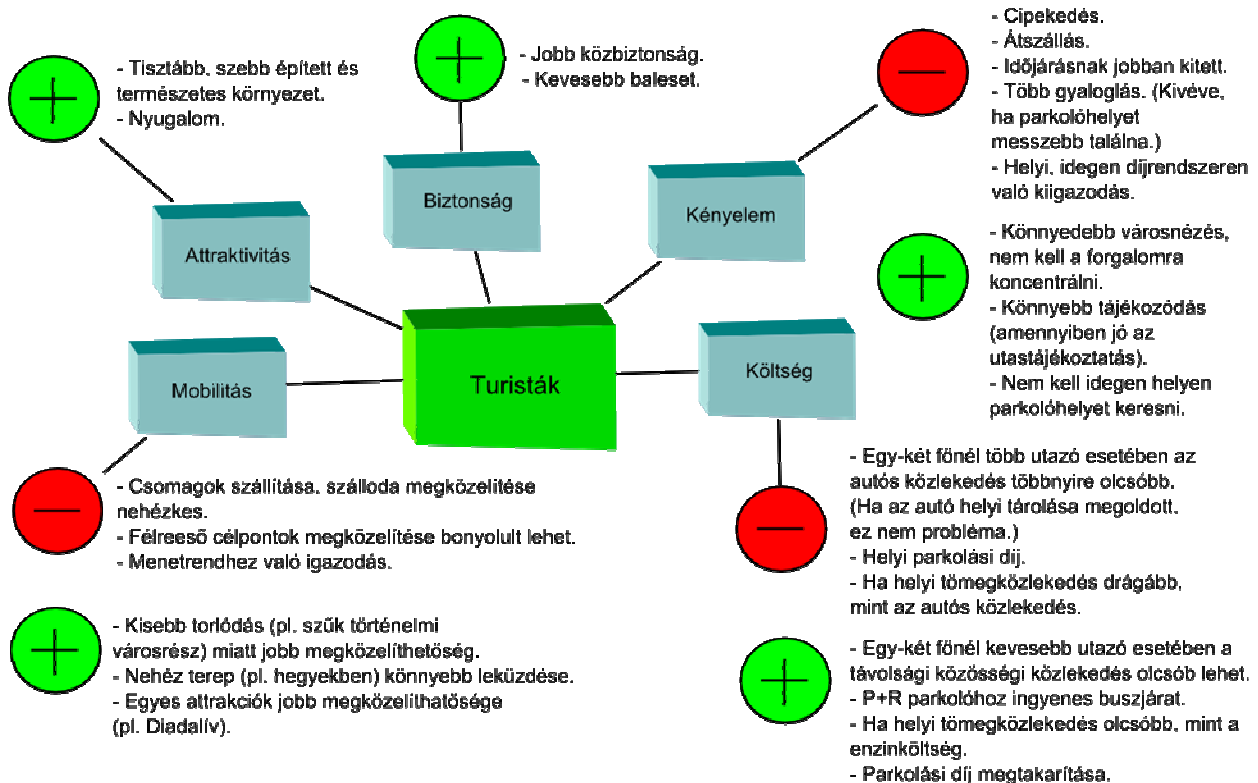 - Tisztább, szebb épített és
természetes környezet.
- Nyugalom.
- Jobb közbiztonság.
- Kevesebb baleset.
- Cipekedés.
- Átszállás.
- Időjárásnak jobban kitett.
- Több gyaloglás. (Kivéve,
ha parkolóhelyet
messzebb találna.)
- Helyi, idegen díjrendszeren
való kiigazodás.
Attraktivitás
Biztonság
Kényelem
- Könnyedebb városnézés,
nem kell a forgalomra
koncentrálni.
- Könnyebb tájékozódás
(amennyiben jó az
utastájékoztatás).
- Nem kell idegen helyen
parkolóhelyet keresni.
Mobilitás
Turisták
Költség
- Csomagok szállítása, szálloda megközelítése
nehézkes.
- Félreeső célpontok megközelítése bonyolult lehet.
- Menetrendhez való igazodás.
- Egy-két főnél több utazó esetében az
autós közlekedés többnyire olcsóbb.
(Ha az autó helyi tárolása megoldott,
ez nem probléma.)
- Helyi parkolási díj.
- Ha helyi tömegközlekedés drágább,
mint az autós közlekedés.
- Kisebb torlódás (pl. szűk történelmi
városrész) miatt jobb megközelíthetőség.
- Nehéz terep (pl. hegyekben) könnyebb leküzdése.
- Egyes attrakciók jobb megközelíthatősége
(pl. Diadalív).
- Egy-két főnél kevesebb utazó esetében a
távolsági közösségi közlekedés olcsób lehet.
- P+R parkolóhoz ingyenes buszjárat.
- Ha helyi tömegközlekedés olcsóbb, mint a
enzinköltség.
- Parkolási díj megtakarítása.